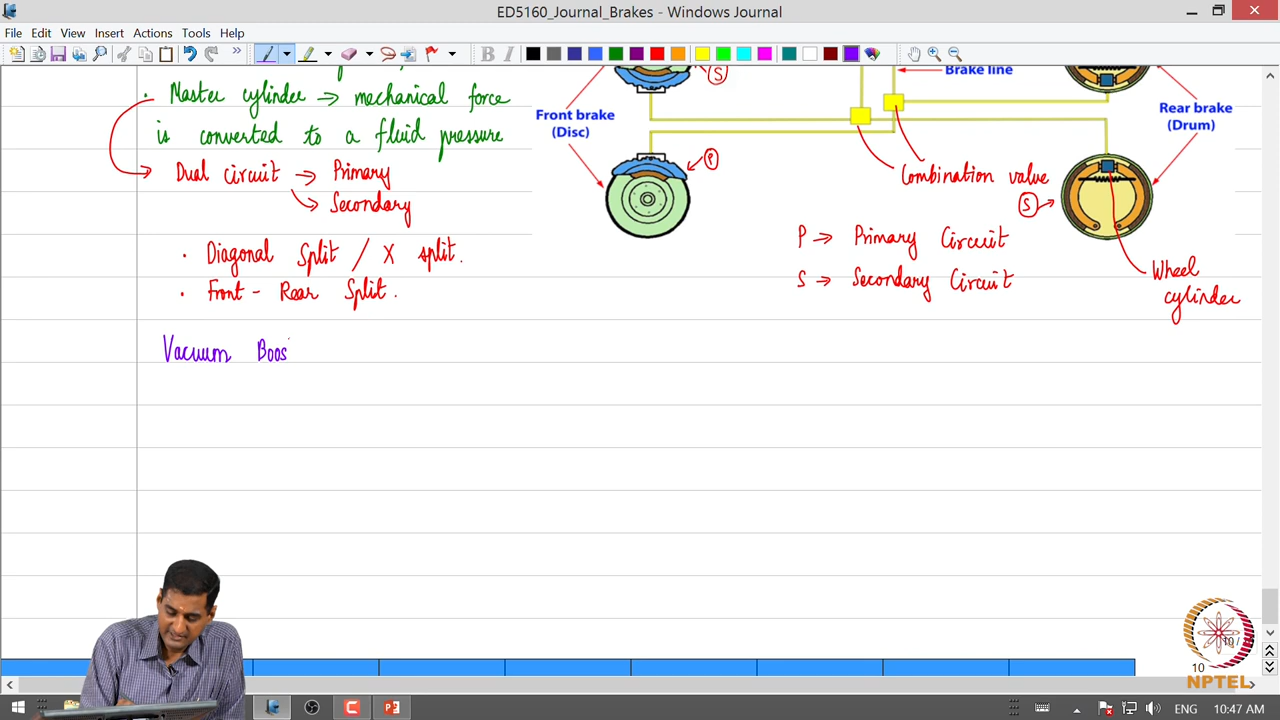 ED5160_Journal_Brakes - Windows Journal
File Edit View Insert Actions Tools Help
· Master cylinder → mechanical force
is converted to a fluid pressure
Dual circuit → Primary
→ Secondary
· Diagonal Split / X split.
· Front - Rear Split.
Vacuum Boos
Front brake
(Disc)
S
P
Brake line
Rear brake
(Drum)
Combination valve
S
P → Primary Circuit
S → Secondary Circuit
Wheel
cylinder
10
NPTEL
ENG 10:47 AM